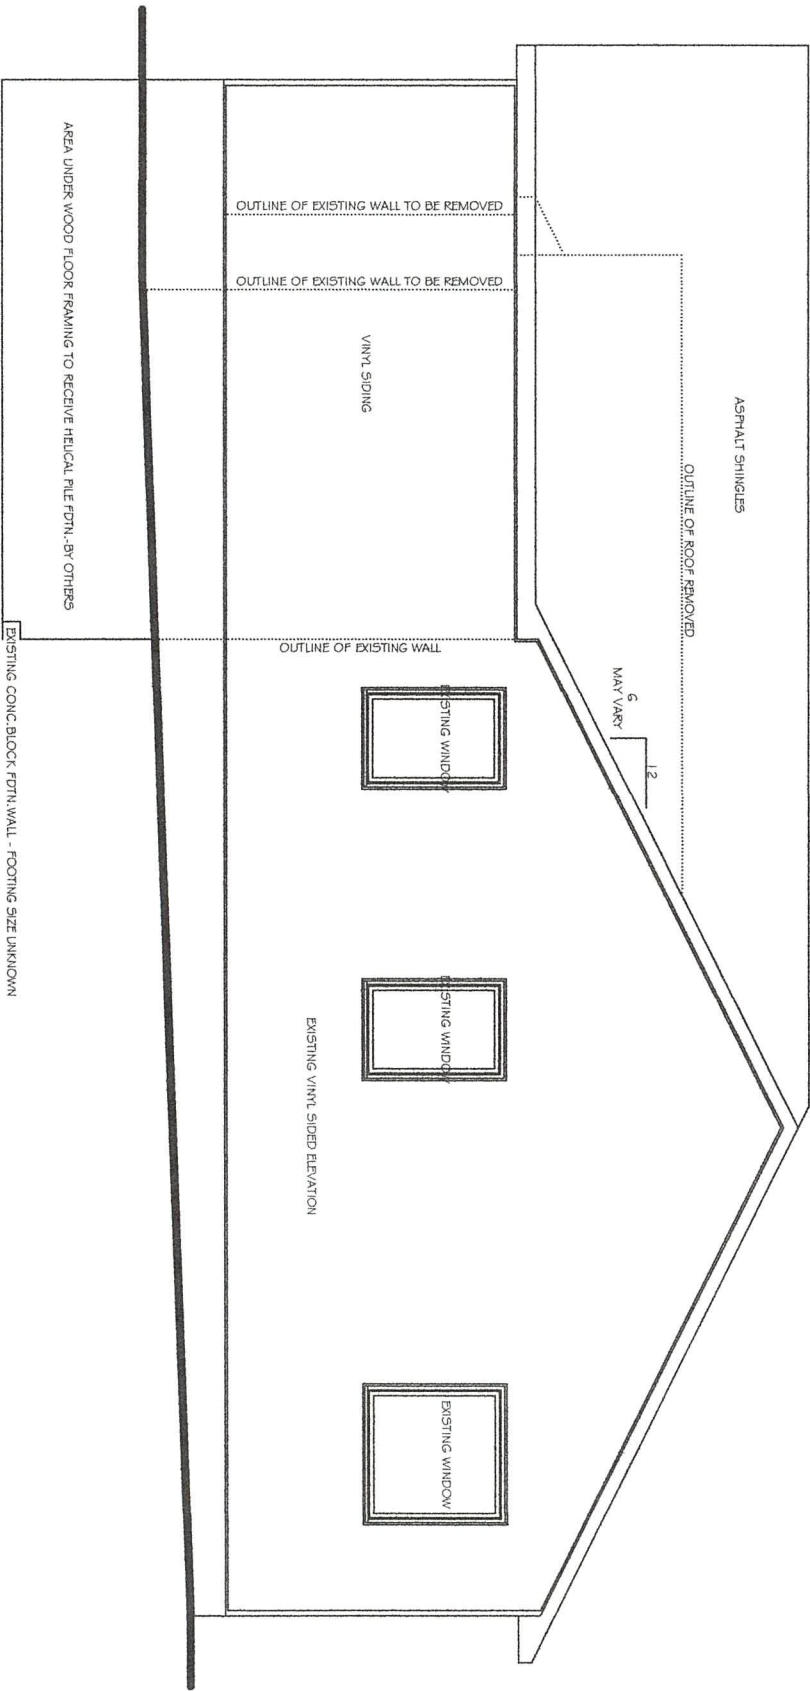 ASPHALT SHINGLES
OUTLINE OF ROOF REMOVED
12
6
MAY VARY
OUTLINE OF EXISTING WALL TO BE REMOVED
OUTLINE OF EXISTING WALL TO BE REMOVED
VINYL SIDING
OUTLINE OF EXISTING WALL
EXISTING WINDOW
EXISTING WINDOW
EXISTING WINDOW
EXISTING VINYL SIDED ELEVATION
AREA UNDER WOOD FLOOR FRAMING TO RECEIVE HELICAL PILE FDTN.-BY OTHERS
EXISTING CONC.BLOCK FDTN.WALL - FOOTING SIZE UNKNOWN